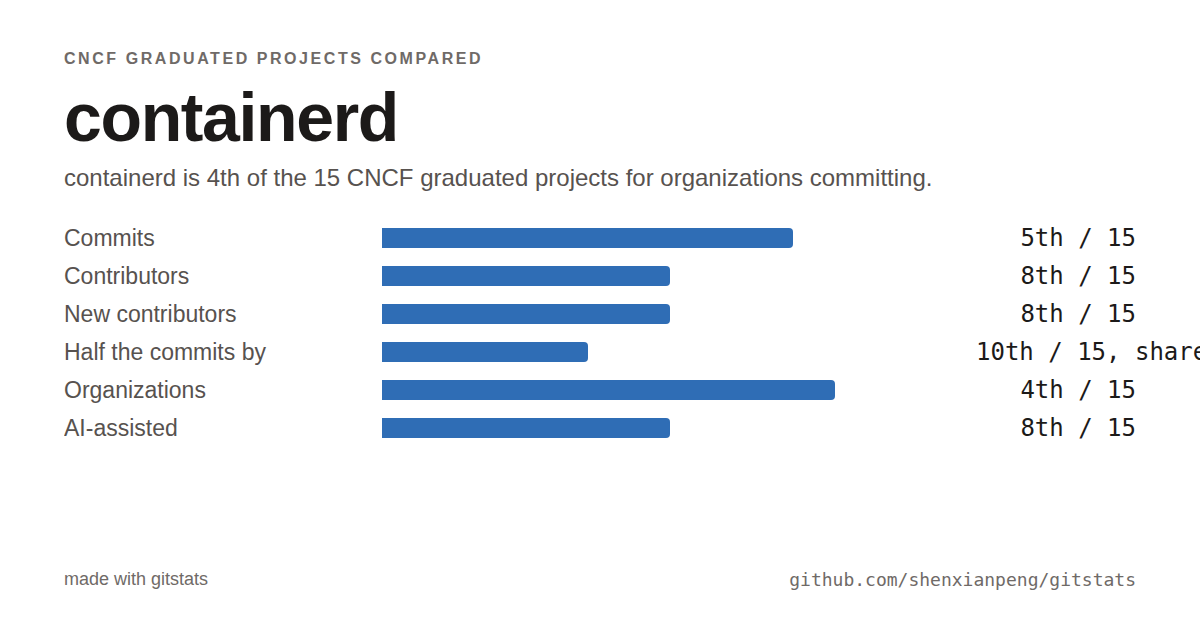 CNCF GRADUATED PROJECTS COMPARED
containerd
containerd is 4th of the 15 CNCF graduated projects for organizations committing.
Commits 5th / 15
Contributors 8th / 15
New contributors 8th / 15
Half the commits by 10th / 15, share
Organizations 4th / 15
AI-assisted 8th / 15
made with gitstats github.com/shenxianpeng/gitstats